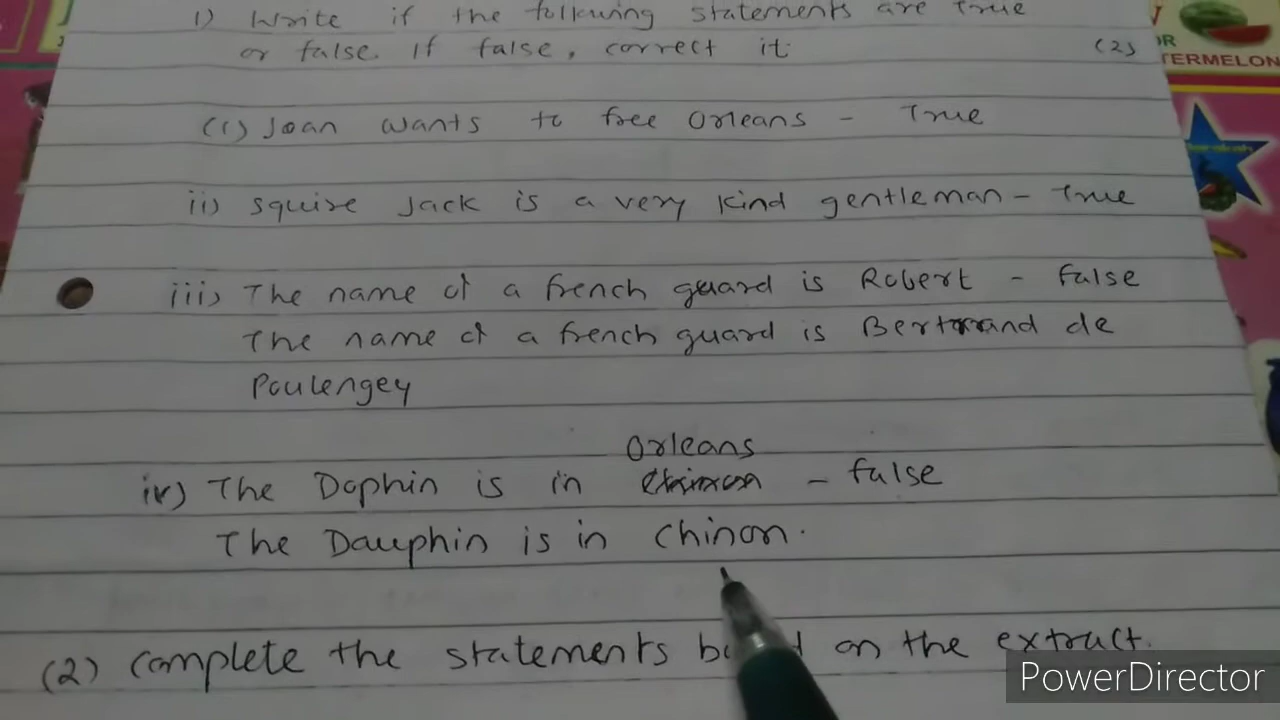 1) Write if the following statements are True
or false. If false, correct it. (2)
OR
TERMELON
(i) Joan wants to free Orleans - True
ii) Squire Jack is a very kind gentleman - True
iii) The name of a french guard is Robert - false
The name of a french guard is Bertrand de
Poulengey
Orleans
iv) The Dophin is in Chinon - false
The Dauphin is in Chinon.
(2) Complete the statements on the extract.
PowerDirector